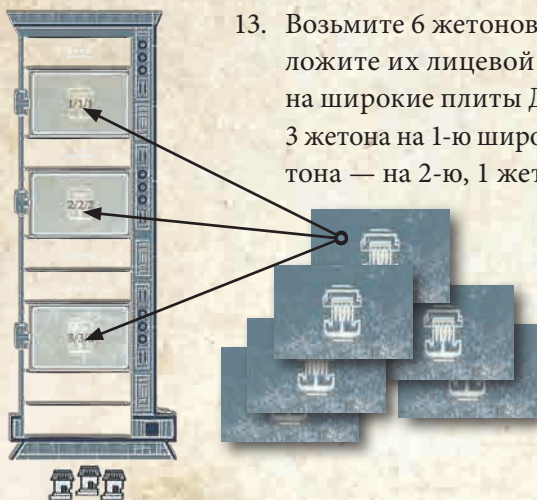 13. Возьмите 6 жетонов
ложите их лицевой
на широкие плиты Д
3 жетона на 1-ю широ
тона — на 2-ю, 1 жет
1/1/1
2/2/2